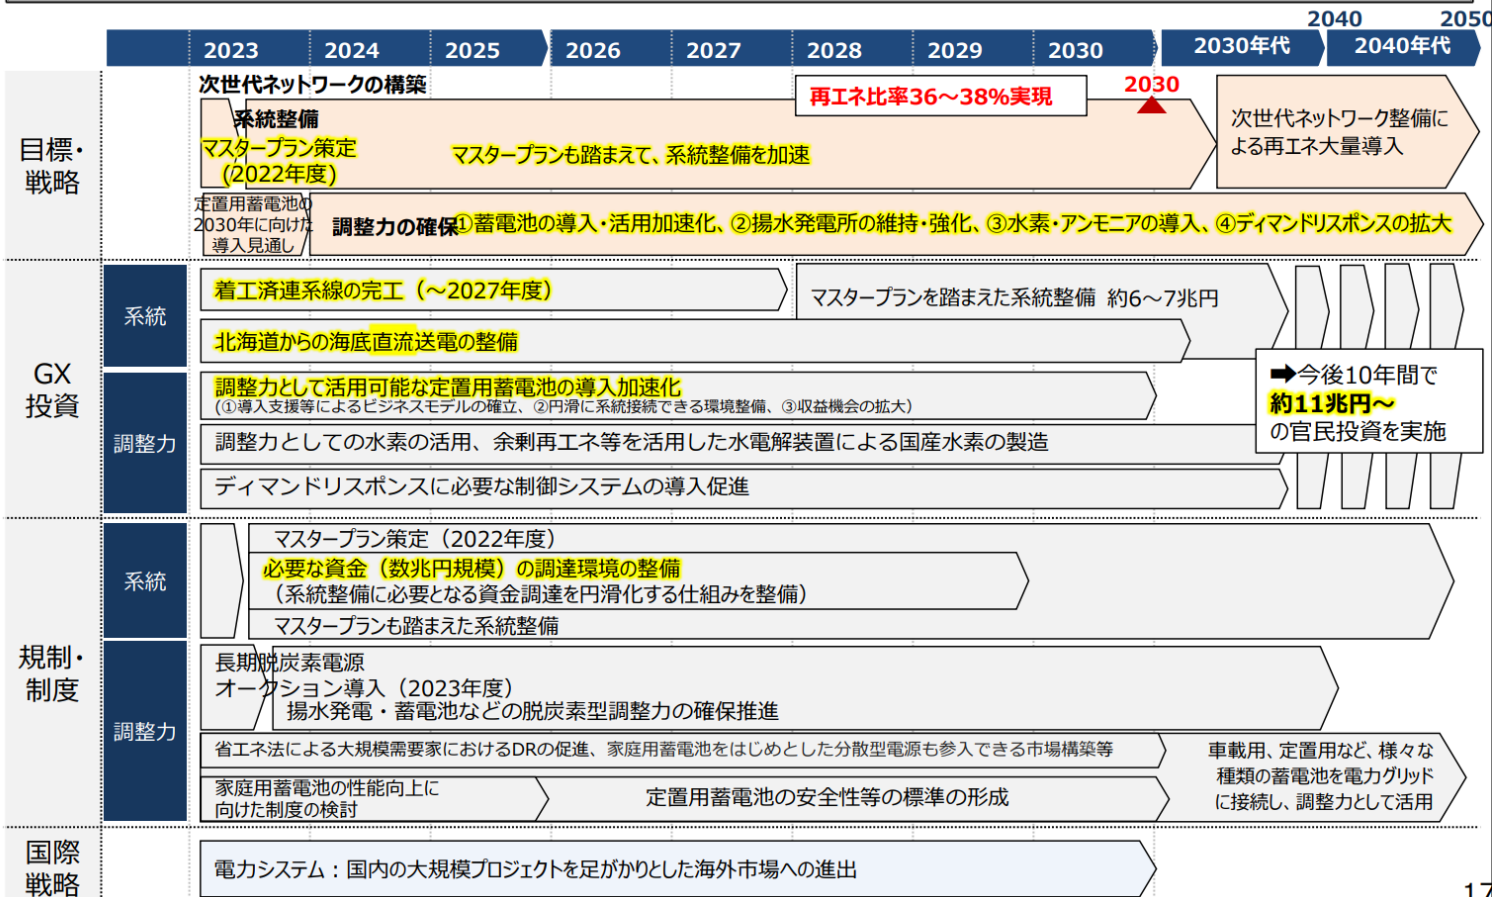 2040 2050
2023 2024 2025 2026 2027 2028 2029 2030 2030年代 2040年代
目標・
戦略
次世代ネットワークの構築
系統整備
マスタープラン策定
(2022年度)
マスタープランも踏まえて、系統整備を加速
再エネ比率36～38%実現
2030
次世代ネットワーク整備に
よる再エネ大量導入
定置用蓄電池の
2030年に向けた
導入見通し
調整力の確保
①蓄電池の導入・活用加速化、②揚水発電所の維持・強化、③水素・アンモニアの導入、④ディマンドリスポンスの拡大
GX
投資
系統
着工済連系線の完工（～2027年度）
マスタープランを踏まえた系統整備 約6～7兆円
北海道からの海底直流送電の整備
調整力
調整力として活用可能な定置用蓄電池の導入加速化
(①導入支援等によるビジネスモデルの確立、②円滑に系統接続できる環境整備、③収益機会の拡大)
調整力としての水素の活用、余剰再エネ等を活用した水電解装置による国産水素の製造
ディマンドリスポンスに必要な制御システムの導入促進
➡今後10年間で
約11兆円～
の官民投資を実施
規制・
制度
系統
マスタープラン策定（2022年度）
必要な資金（数兆円規模）の調達環境の整備
（系統整備に必要となる資金調達を円滑化する仕組みを整備）
マスタープランも踏まえた系統整備
調整力
長期脱炭素電源
オークション導入（2023年度）
揚水発電・蓄電池などの脱炭素型調整力の確保推進
省エネ法による大規模需要家におけるDRの促進、家庭用蓄電池をはじめとした分散型電源も参入できる市場構築等
家庭用蓄電池の性能向上に
向けた制度の検討
定置用蓄電池の安全性等の標準の形成
車載用、定置用など、様々な
種類の蓄電池を電力グリッド
に接続し、調整力として活用
国際
戦略
電力システム：国内の大規模プロジェクトを足がかりとした海外市場への進出
17